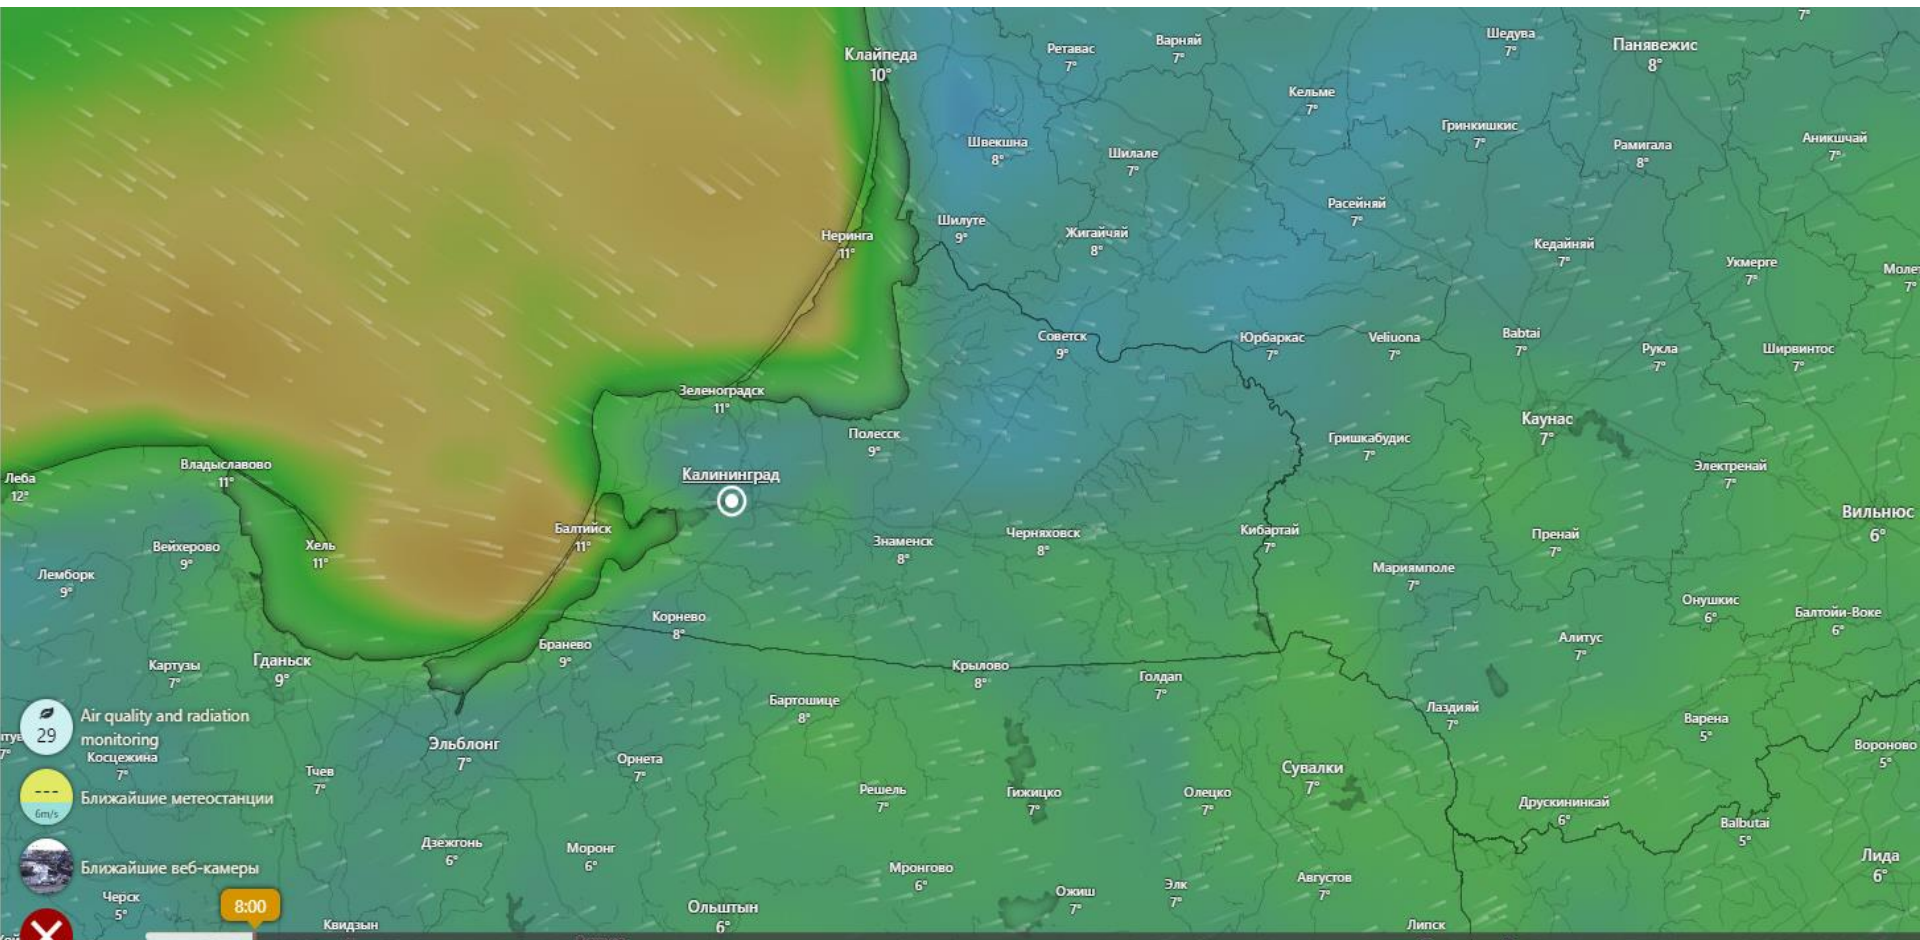 7°
Клайпеда
10°
Ретавас
7°
Варняй
7°
Шедува
7°
Панявежис
8°
Кельме
7°
Швекшна
8°
Шилале
7°
Гринкишкис
7°
Рамигала
8°
Аникшчай
7°
Неринга
11°
Шилуте
9°
Жигайчяй
8°
Расейняй
7°
Кедайняй
7°
Укмерге
7°
Моле
7°
Советск
9°
Юрбаркас
7°
Veliuona
7°
Babtai
7°
Рукла
7°
Ширвинтос
7°
Зеленоградск
11°
Полесск
9°
Гришкабудис
7°
Каунас
7°
Электренай
7°
Леба
12°
Владыславово
11°
Калининград
Вильнюс
6°
Вейхерово
9°
Хель
11°
Балтийск
11°
Знаменск
8°
Черняховск
8°
Кибартай
7°
Пренай
7°
Лемборк
9°
Мариямполе
7°
Онушкис
6°
Балтойи-Воке
6°
Корнево
8°
Бранево
9°
Алитус
7°
Картузы
7°
Гданьск
9°
Крылово
8°
Голдап
7°
Бартошице
8°
Лаздияй
7°
Варена
5°
29
Air quality and radiation
monitoring
7°
Косцежина
7°
Эльблонг
7°
Орнета
7°
Тчев
7°
Сувалки
7°
Вороново
5°
---
6m/s
Ближайшие метеостанции
Решель
7°
Гижицко
7°
Олецко
7°
Друскининкай
6°
Balbutai
5°
Дзежгонь
6°
Моронг
6°
Ближайшие веб-камеры
Мронгово
6°
Ожиш
7°
Элк
7°
Августов
7°
Лида
6°
Черск
5°
8:00
Квидзын
Ольштын
6°
Липск